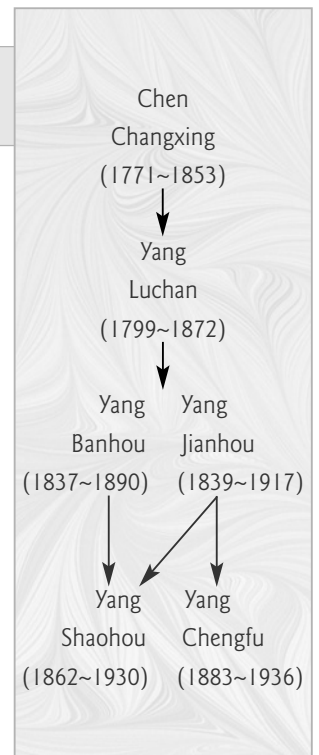 Chen
Changxing
(1771~1853)
Yang
Luchan
(1799~1872)
Yang Yang
Banhou Jianhou
(1837~1890) (1839~1917)
Yang Yang
Shaohou Chengfu
(1862~1930) (1883~1936)